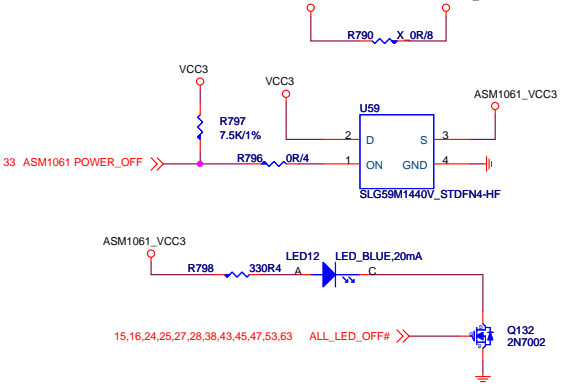 R790 X_0R/8
VCC3
VCC3
ASM1061_VCC3
R797
7.5K/1%
U59
2 D S 3
33 ASM1061 POWER_OFF
R796 0R/4
1 ON GND 4
SLG59M1440V_STDFN4-HF
ASM1061_VCC3
LED12 LED_BLUE,20mA
R798 330R4 A C
15,16,24,25,27,28,38,43,45,47,53,63 ALL_LED_OFF#
Q132
2N7002